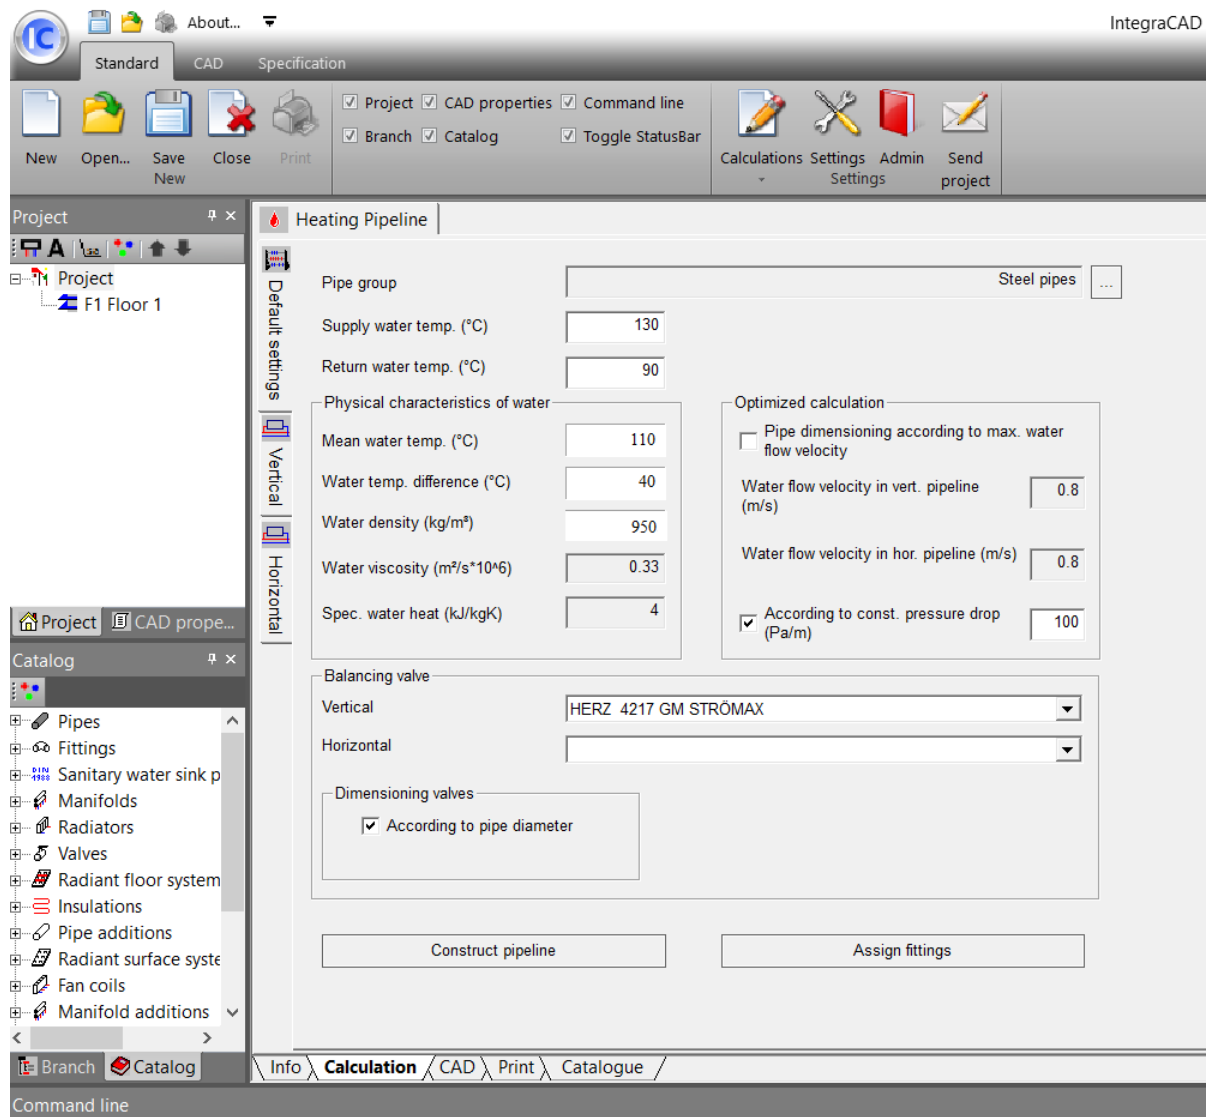 IC
About...
IntegraCAD
Standard
CAD
Specification
New
Open...
Save
Close
Print
New
Project
CAD properties
Command line
Branch
Catalog
Toggle StatusBar
Calculations
Settings
Admin
Send
project
Settings
Project
A
Project
F1 Floor 1
Project
CAD prope...
Catalog
Pipes
Fittings
DIN
1988
Sanitary water sink p
Manifolds
Radiators
Valves
Radiant floor system
Insulations
Pipe additions
Radiant surface syste
Fan coils
Manifold additions
Branch
Catalog
Heating Pipeline
Default settings
Vertical
Horizontal
Pipe group
Steel pipes
...
Supply water temp. (°C)
130
Return water temp. (°C)
90
Physical characteristics of water
Mean water temp. (°C)
110
Water temp. difference (°C)
40
Water density (kg/m³)
950
Water viscosity (m²/s*10^6)
0.33
Spec. water heat (kJ/kgK)
4
Optimized calculation
Pipe dimensioning according to max. water
flow velocity
Water flow velocity in vert. pipeline
(m/s)
0.8
Water flow velocity in hor. pipeline (m/s)
0.8
According to const. pressure drop
(Pa/m)
100
Balancing valve
Vertical
HERZ 4217 GM STRÖMAX
Horizontal
Dimensioning valves
According to pipe diameter
Construct pipeline
Assign fittings
Info
Calculation
CAD
Print
Catalogue
Command line